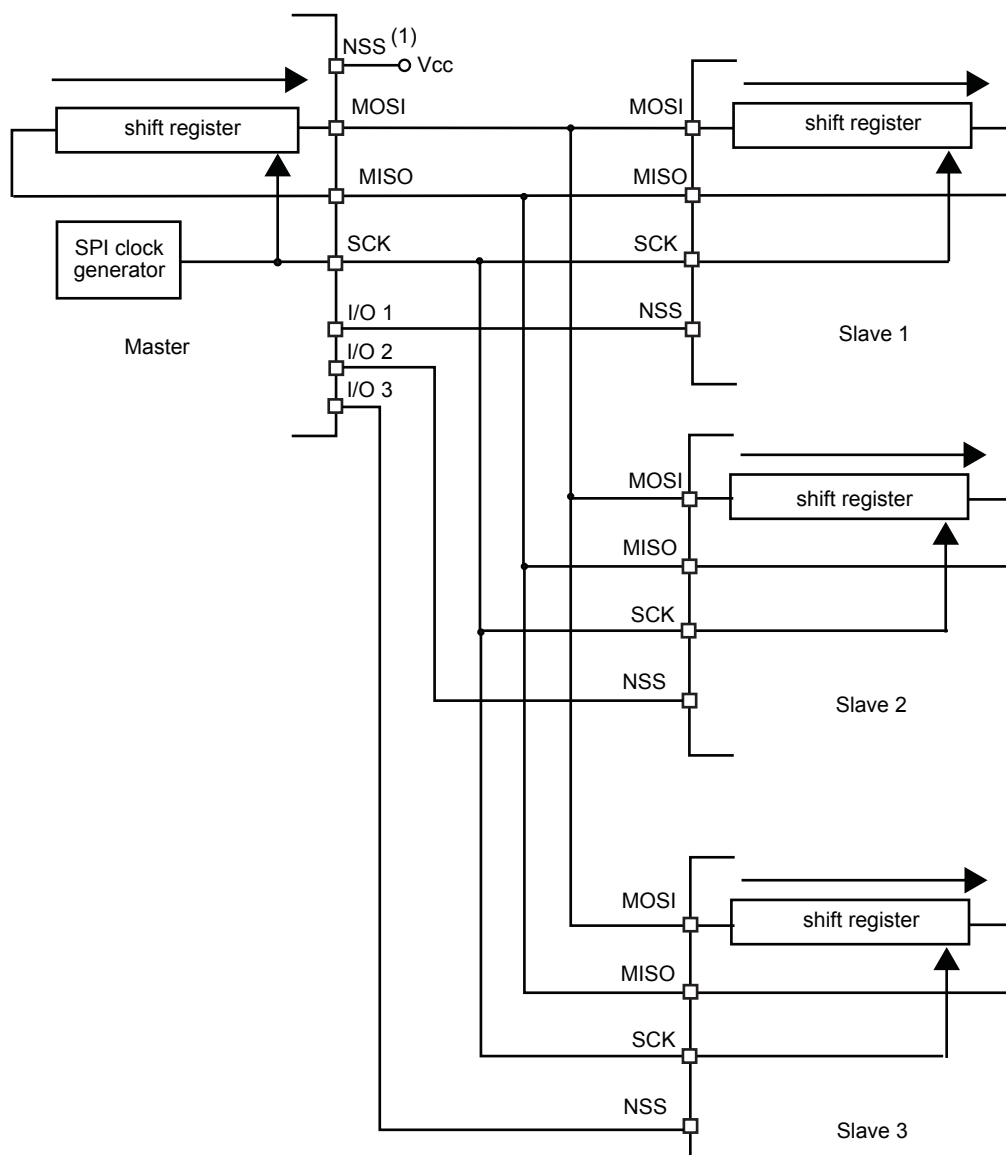 NSS (1)
Vcc
MOSI
shift register
MISO
SPI clock
generator
SCK
I/O 1
I/O 2
I/O 3
Master
MOSI
shift register
MISO
SCK
NSS
Slave 1
MOSI
shift register
MISO
SCK
NSS
Slave 2
MOSI
shift register
MISO
SCK
NSS
Slave 3